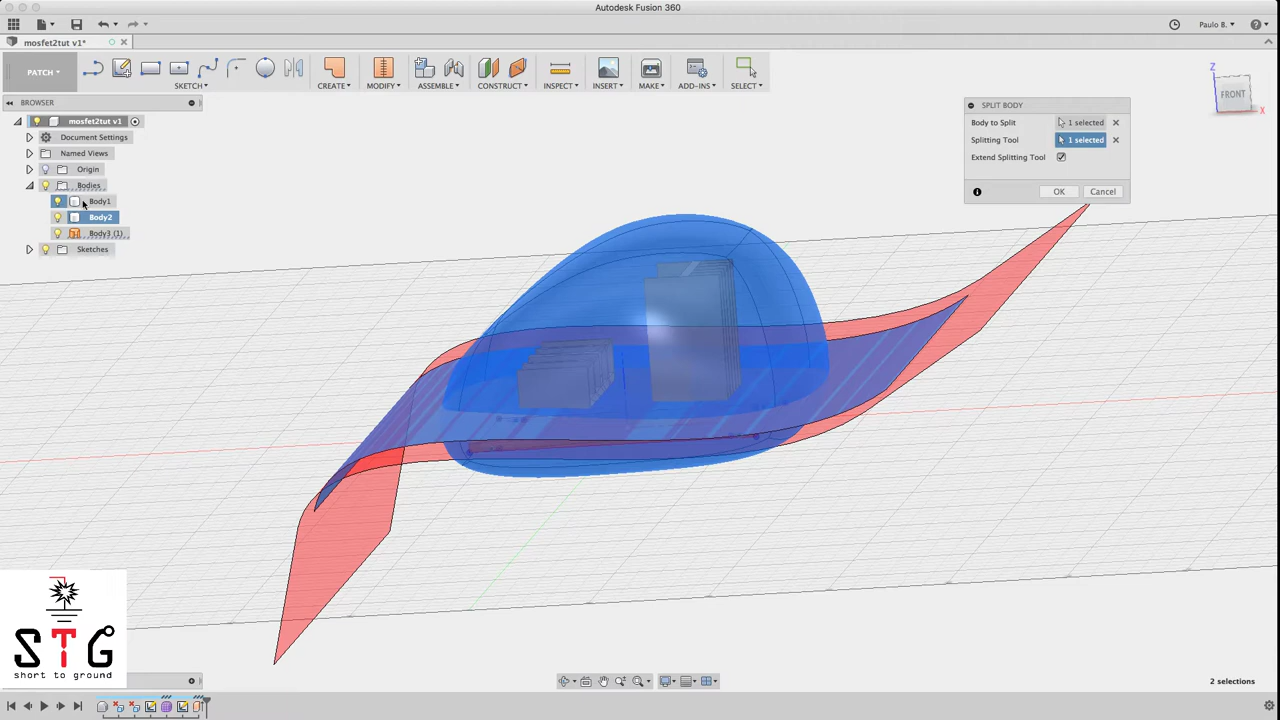 Autodesk Fusion 360
Paulo B.
mosfet2tut v1*
PATCH
SKETCH
CREATE
MODIFY
ASSEMBLE
CONSTRUCT
INSPECT
INSERT
MAKE
ADD-INS
SELECT
BROWSER
mosfet2tut v1
Document Settings
Named Views
Origin
Bodies
Body1
Body2
Body3 (1)
Sketches
SPLIT BODY
Body to Split 1 selected
Splitting Tool 1 selected
Extend Splitting Tool
OK Cancel
Z
FRONT
X
STG
short to ground
2 selections